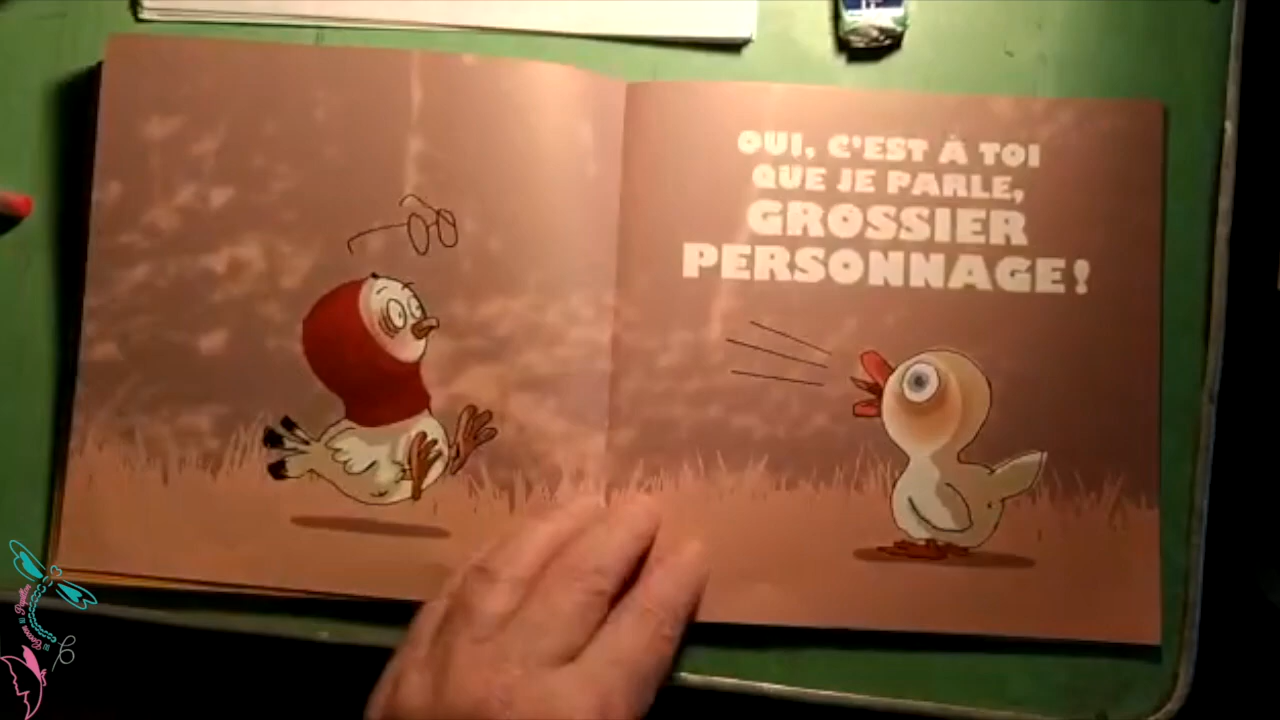 OUI, C'EST À TOI
QUE JE PARLE,
GROSSIER
PERSONNAGE!